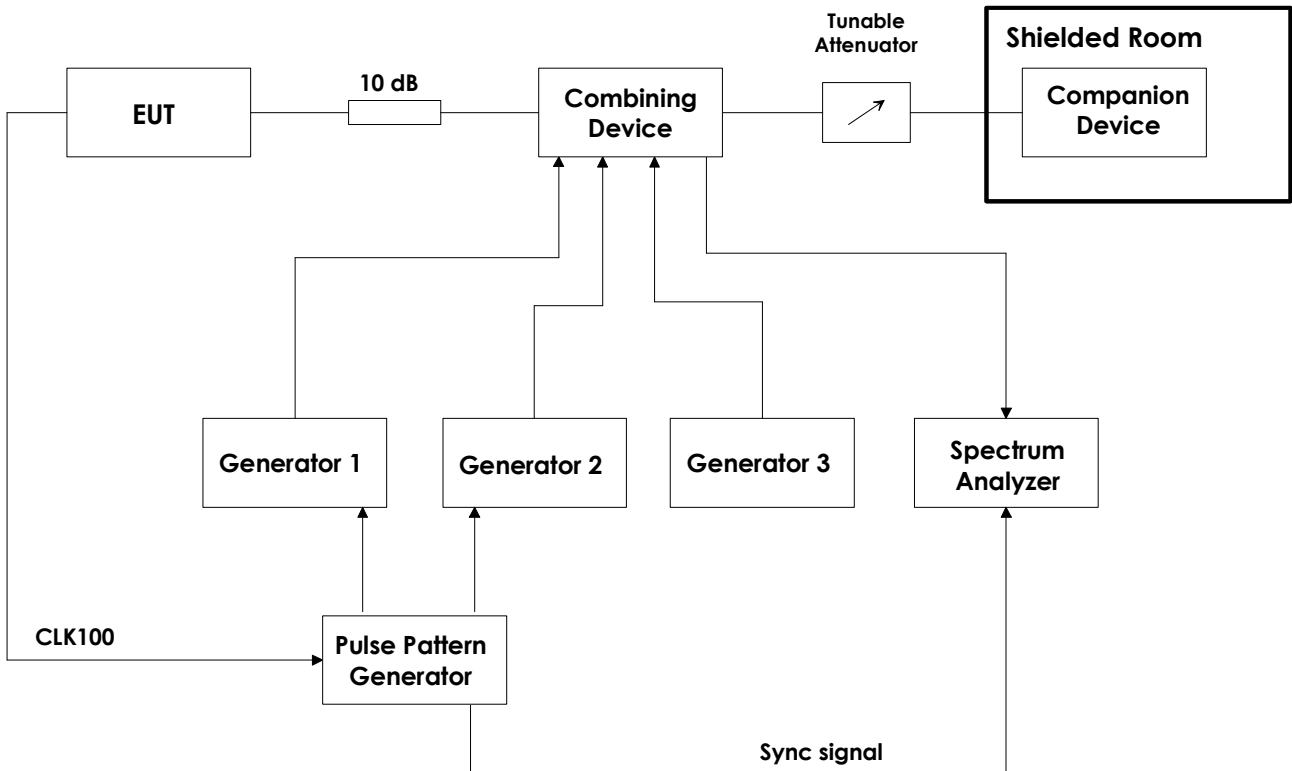 Tunable
Attenuator
Shielded Room
10 dB
EUT
Combining
Device
Companion
Device
Generator 1
Generator 2
Generator 3
Spectrum
Analyzer
CLK100
Pulse Pattern
Generator
Sync signal